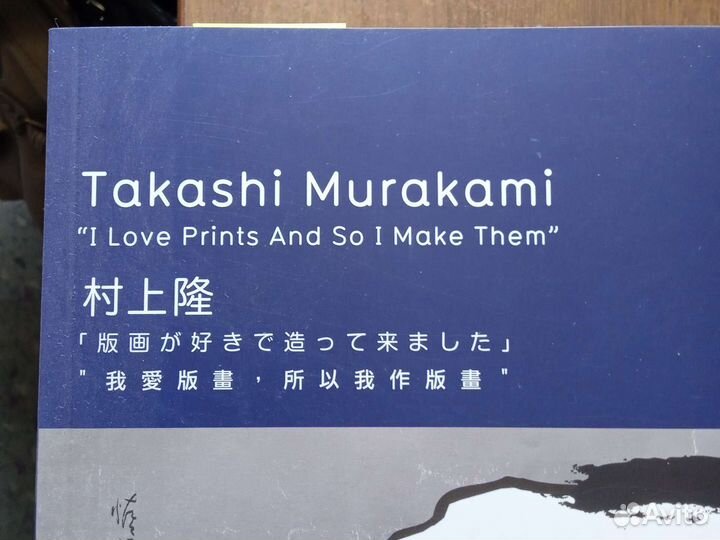 Takashi Murakami
“I Love Prints And So I Make Them”
村上隆
「版画が好きで造って来ました」
"我愛版畫，所以我作版畫"
Avito